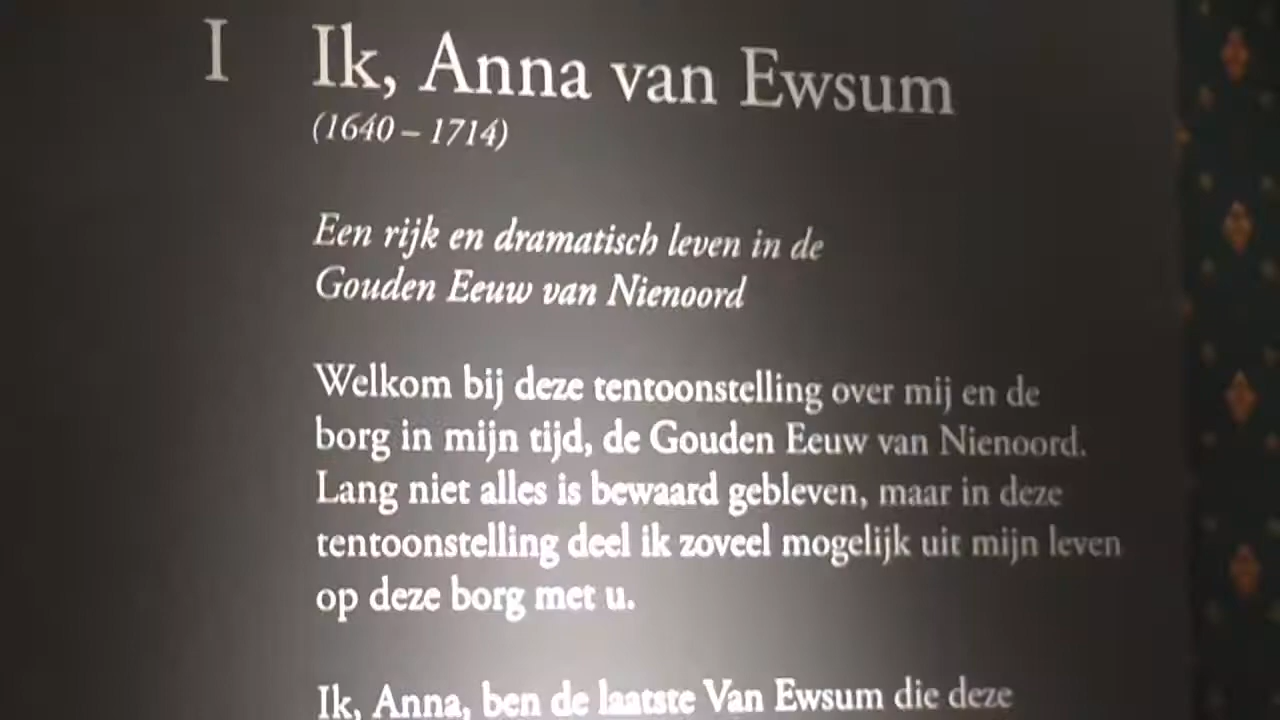 I Ik, Anna van Ewsum
(1640 – 1714)
Een rijk en dramatisch leven in de
Gouden Eeuw van Nienoord
Welkom bij deze tentoonstelling over mij en de
borg in mijn tijd, de Gouden Eeuw van Nienoord.
Lang niet alles is bewaard gebleven, maar in deze
tentoonstelling deel ik zoveel mogelijk uit mijn leven
op deze borg met u.
Ik, Anna, ben de laatste Van Ewsum die deze